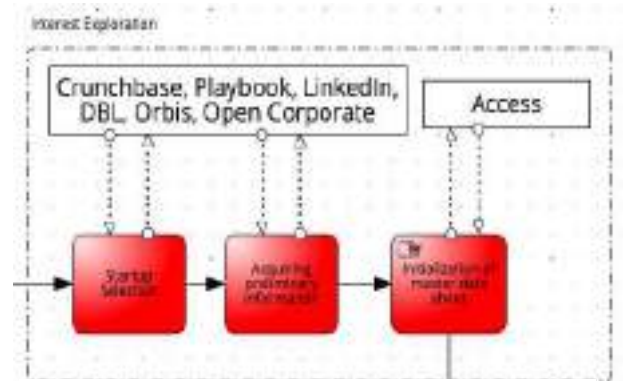 Interest Exploration
Crunchbase, Playbook, LinkedIn,
DBL, Orbis, Open Corporate
Access
Startup
Selection
Acquiring
preliminary
information
Initialization of
master data
sheet